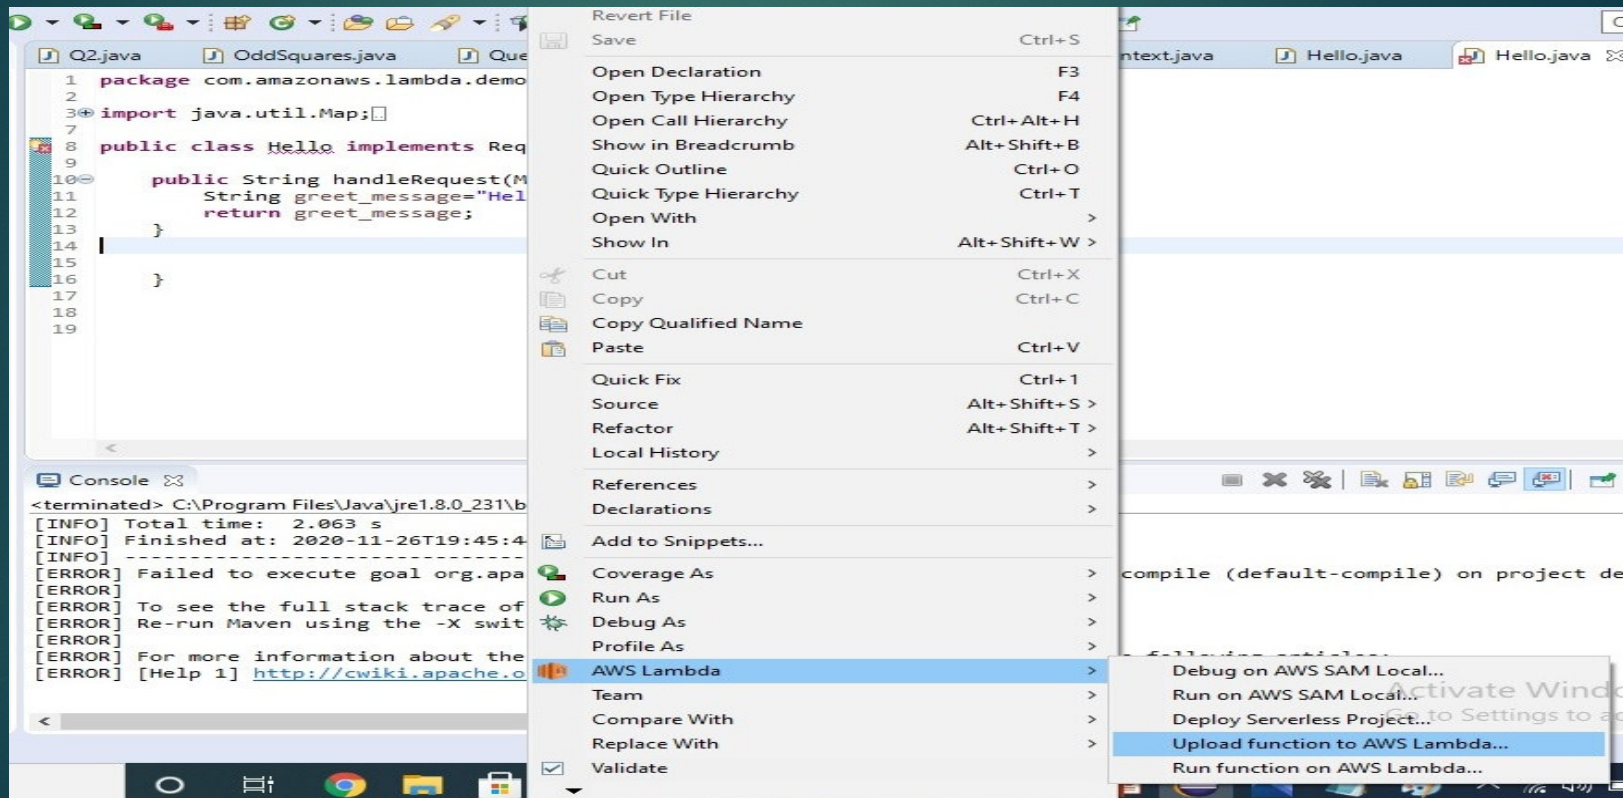 Q2.java OddSquares.java Que ntext.java Hello.java Hello.java
1 package com.amazonaws.lambda.demo
2
3 import java.util.Map;
7
8 public class Hello implements Req
9
10 public String handleRequest(M
11 String greet_message="Hel
12 return greet_message;
13 }
14
15
16 }
17
18
19
Revert File
Save Ctrl+S
Open Declaration F3
Open Type Hierarchy F4
Open Call Hierarchy Ctrl+Alt+H
Show in Breadcrumb Alt+Shift+B
Quick Outline Ctrl+O
Quick Type Hierarchy Ctrl+T
Open With >
Show In Alt+Shift+W >
Cut Ctrl+X
Copy Ctrl+C
Copy Qualified Name
Paste Ctrl+V
Quick Fix Ctrl+1
Source Alt+Shift+S >
Refactor Alt+Shift+T >
Local History >
References >
Declarations >
Add to Snippets...
Coverage As >
Run As >
Debug As >
Profile As >
AWS Lambda >
Team >
Compare With >
Replace With >
Validate
Debug on AWS SAM Local...
Run on AWS SAM Local...
Deploy Serverless Project...
Upload function to AWS Lambda...
Run function on AWS Lambda...
Console
<terminated> C:\Program Files\Java\jre1.8.0_231\b
[INFO] Total time: 2.063 s
[INFO] Finished at: 2020-11-26T19:45:4
[INFO] --------------------------------
[ERROR] Failed to execute goal org.apa compile (default-compile) on project de
[ERROR]
[ERROR] To see the full stack trace of
[ERROR] Re-run Maven using the -X swit
[ERROR]
[ERROR] For more information about the following articles:
[ERROR] [Help 1] http://cwiki.apache.o
Activate Windo
Go to Settings to ac